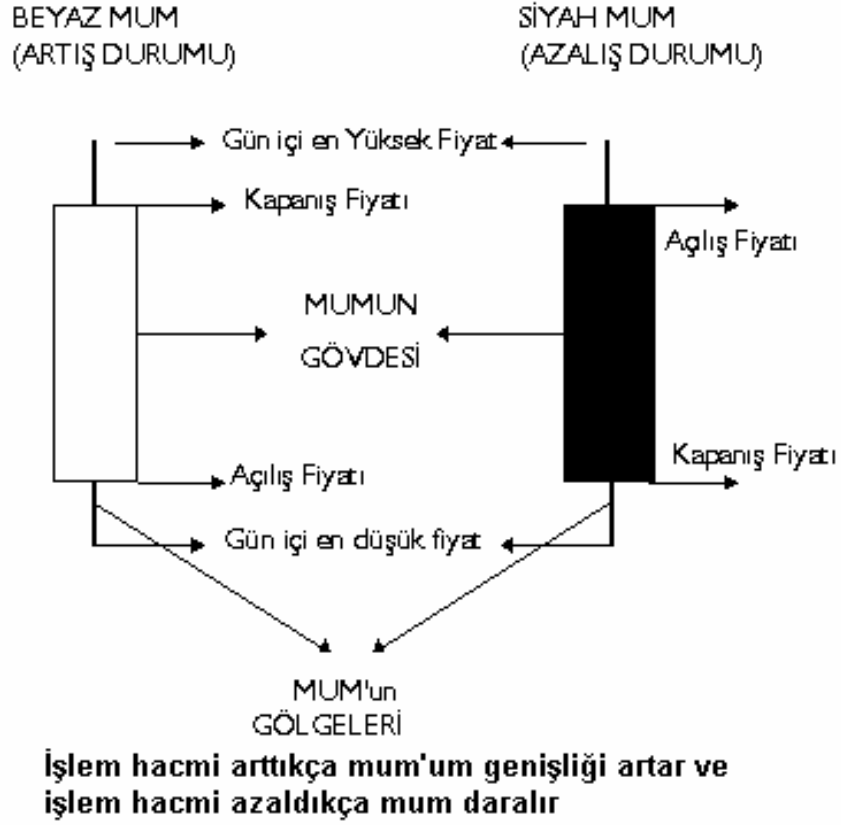 BEYAZ MUM
(ARTIŞ DURUMU)
SİYAH MUM
(AZALIŞ DURUMU)
Gün içi en Yüksek Fiyat
Kapanış Fiyatı
Açılış Fiyatı
MUMUN
GÖVDESİ
Açılış Fiyatı
Kapanış Fiyatı
Gün içi en düşük fiyat
MUM'un
GÖLGELERİ
İşlem hacmi arttıkça mum'um genişliği artar ve
işlem hacmi azaldıkça mum daralır